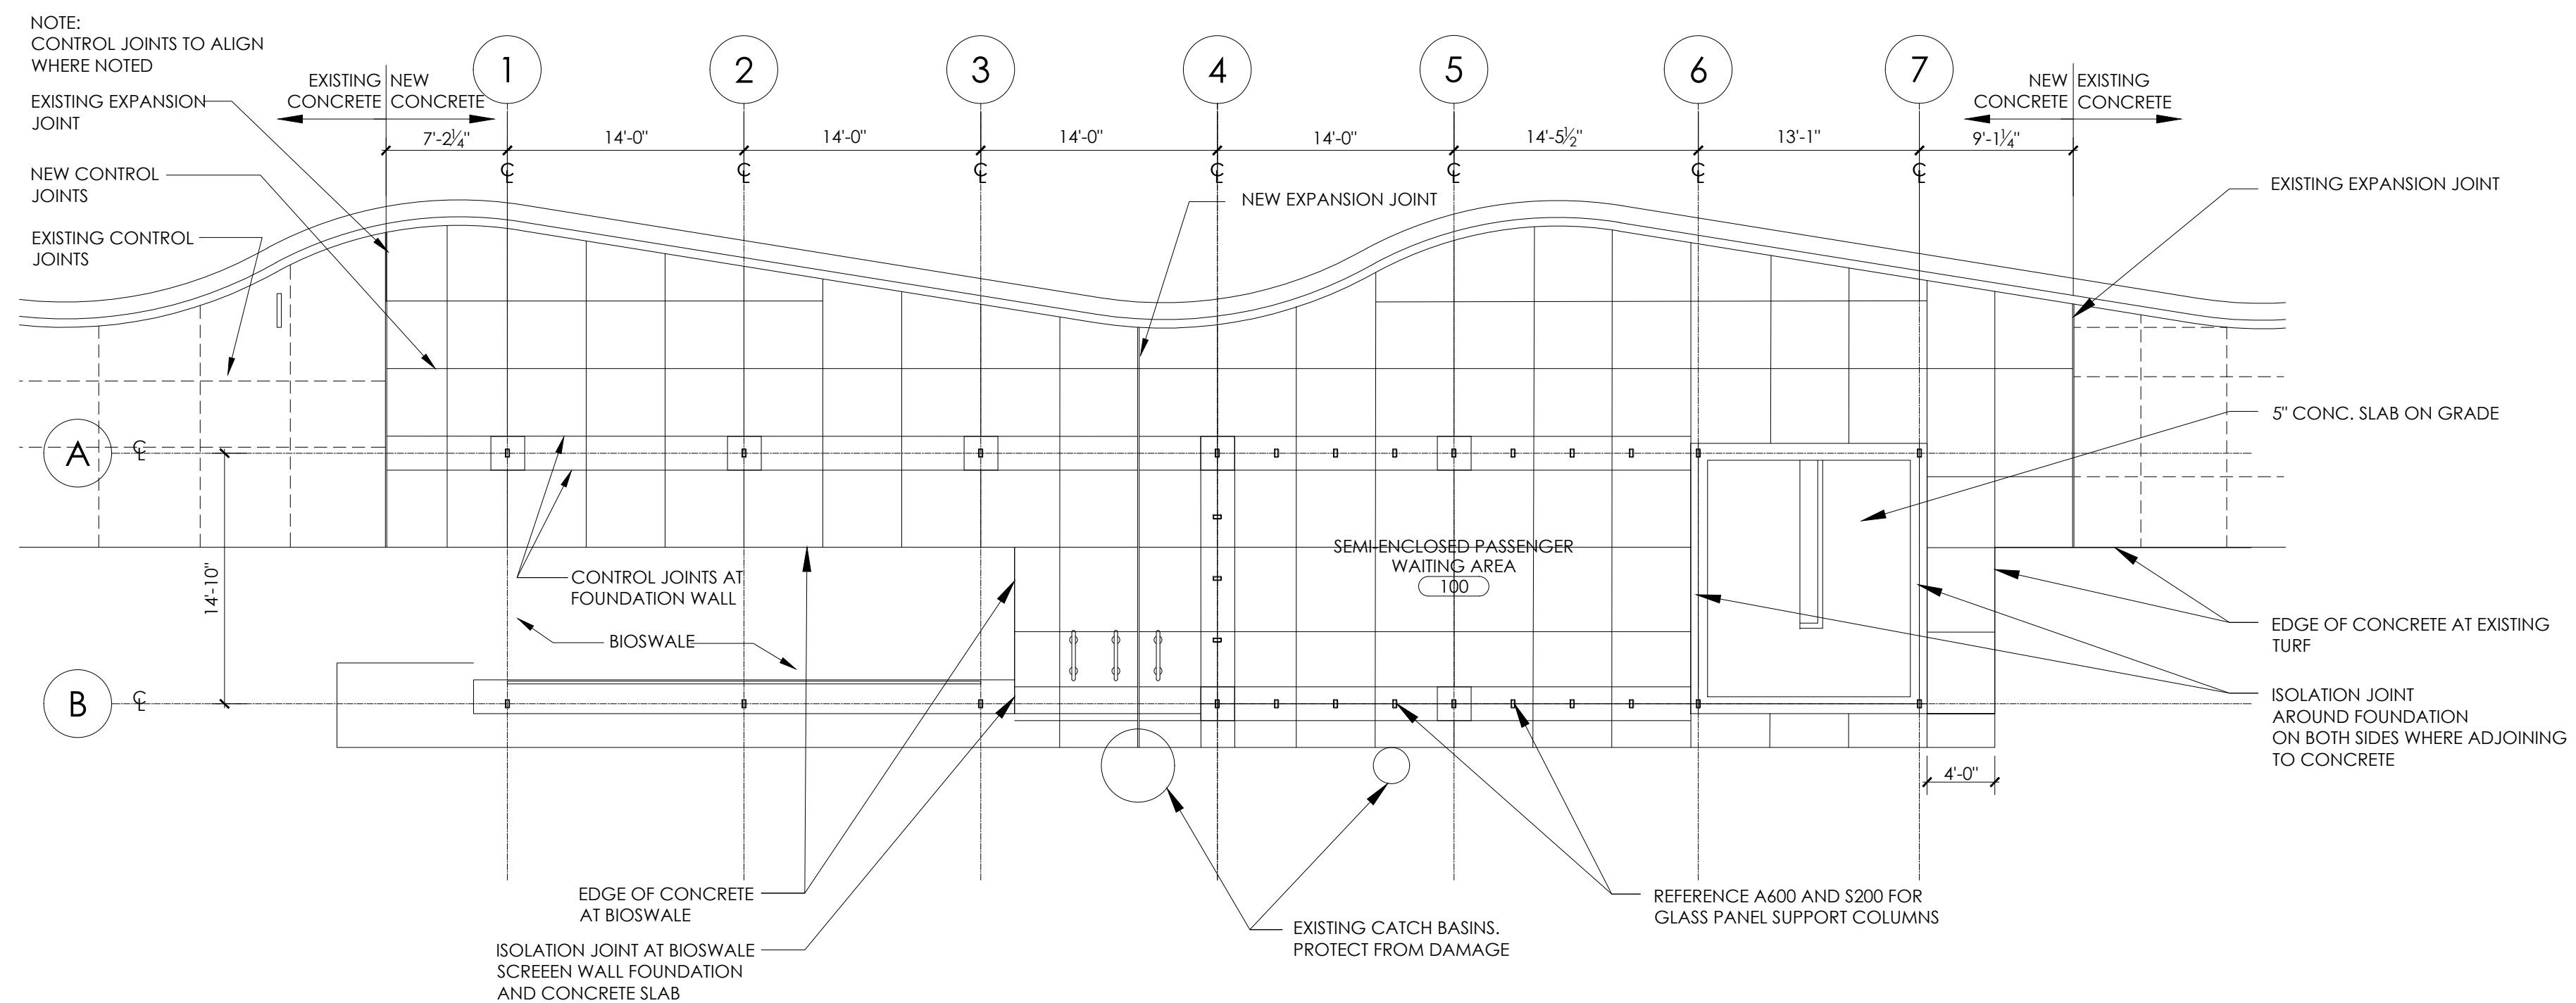 NOTE:
CONTROL JOINTS TO ALIGN
WHERE NOTED
EXISTING
CONCRETE
NEW
CONCRETE
1
2
3
4
5
6
7
NEW
CONCRETE
EXISTING
CONCRETE
EXISTING EXPANSION
JOINT
7'-2¼"
14'-0"
14'-0"
14'-0"
14'-0"
14'-5½"
13'-1"
9'-1¼"
℄
℄
℄
℄
℄
℄
℄
NEW CONTROL
JOINTS
NEW EXPANSION JOINT
EXISTING EXPANSION JOINT
EXISTING CONTROL
JOINTS
5" CONC. SLAB ON GRADE
A
℄
SEMI-ENCLOSED PASSENGER
WAITING AREA
100
CONTROL JOINTS AT
FOUNDATION WALL
14'-10"
BIOSWALE
EDGE OF CONCRETE AT EXISTING
TURF
B
℄
ISOLATION JOINT
AROUND FOUNDATION
ON BOTH SIDES WHERE ADJOINING
TO CONCRETE
4'-0"
EDGE OF CONCRETE
AT BIOSWALE
REFERENCE A600 AND S200 FOR
GLASS PANEL SUPPORT COLUMNS
EXISTING CATCH BASINS.
PROTECT FROM DAMAGE
ISOLATION JOINT AT BIOSWALE
SCREEEN WALL FOUNDATION
AND CONCRETE SLAB